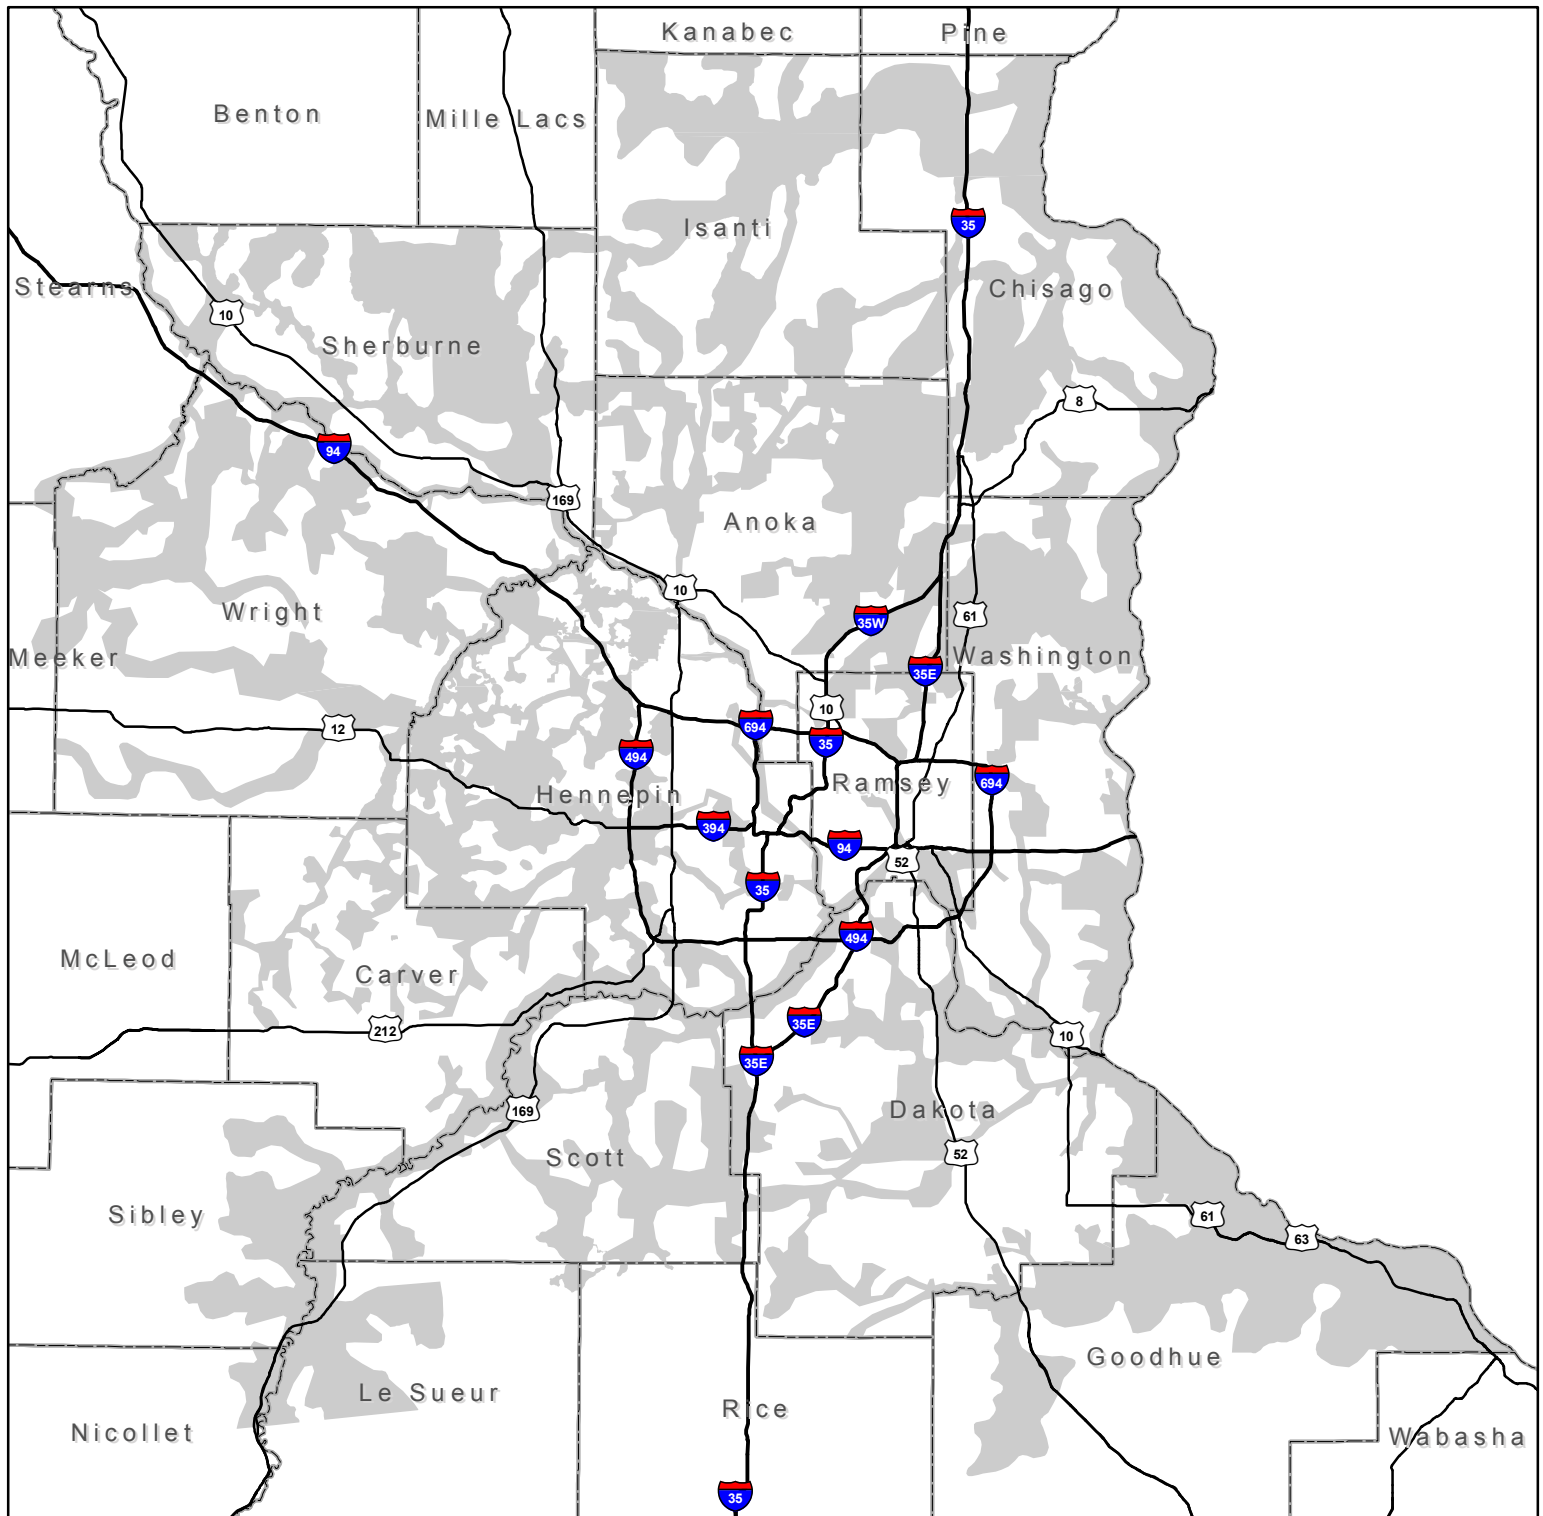 Kanabec
Pine
Benton
Mille Lacs
Isanti
35
Stearns
Chisago
10
Sherburne
8
94
169
Anoka
10
Wright
35W
61
Meeker
Washington
35E
10
12
694
35
494
Ramsey
694
Hennepin
394
94
52
35
494
McLeod
Carver
35E
212
10
35E
169
Dakota
52
Scott
Sibley
61
63
Goodhue
Le Sueur
Rice
Nicollet
Wabasha
35